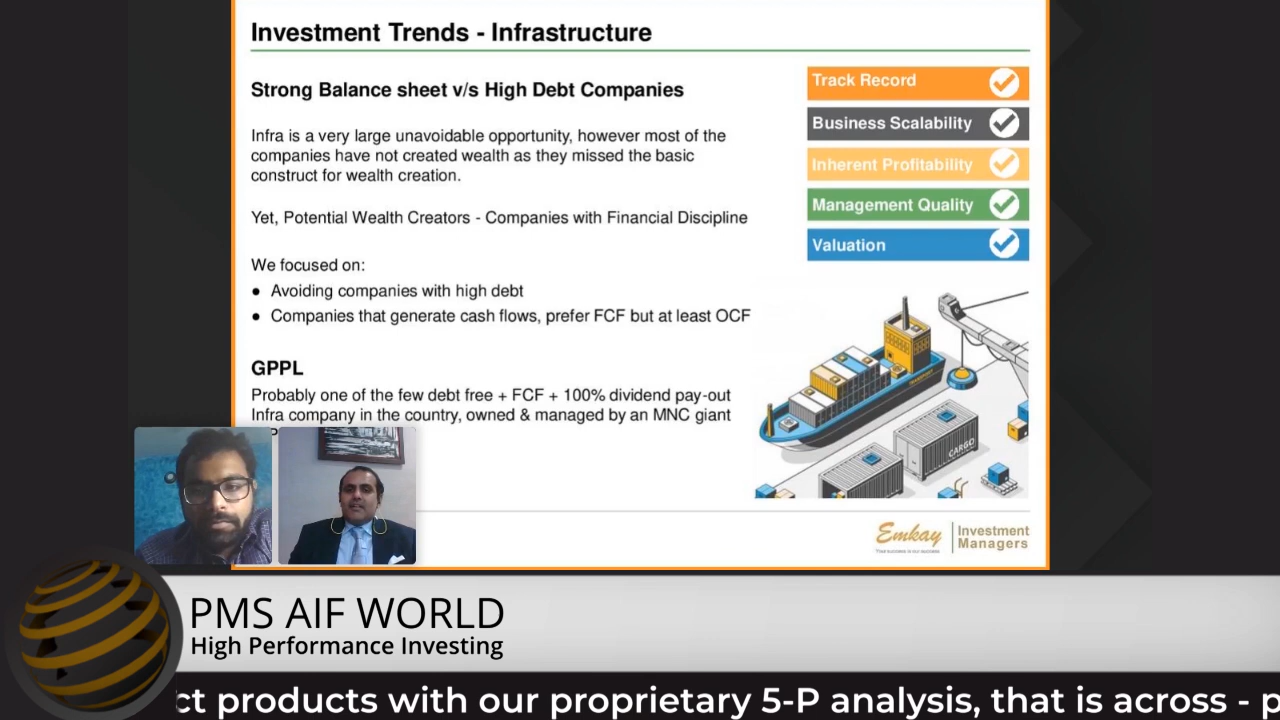 Investment Trends - Infrastructure
Strong Balance sheet v/s High Debt Companies
Infra is a very large unavoidable opportunity, however most of the
companies have not created wealth as they missed the basic
construct for wealth creation.
Yet, Potential Wealth Creators - Companies with Financial Discipline
We focused on:
● Avoiding companies with high debt
● Companies that generate cash flows, prefer FCF but at least OCF
GPPL
Probably one of the few debt free + FCF + 100% dividend pay-out
Infra company in the country, owned & managed by an MNC giant
Track Record
Business Scalability
Inherent Profitability
Management Quality
Valuation
CARGO
Emkay
Your success is our success
Investment
Managers
PMS AIF WORLD
High Performance Investing
ct products with our proprietary 5-P analysis, that is across - p